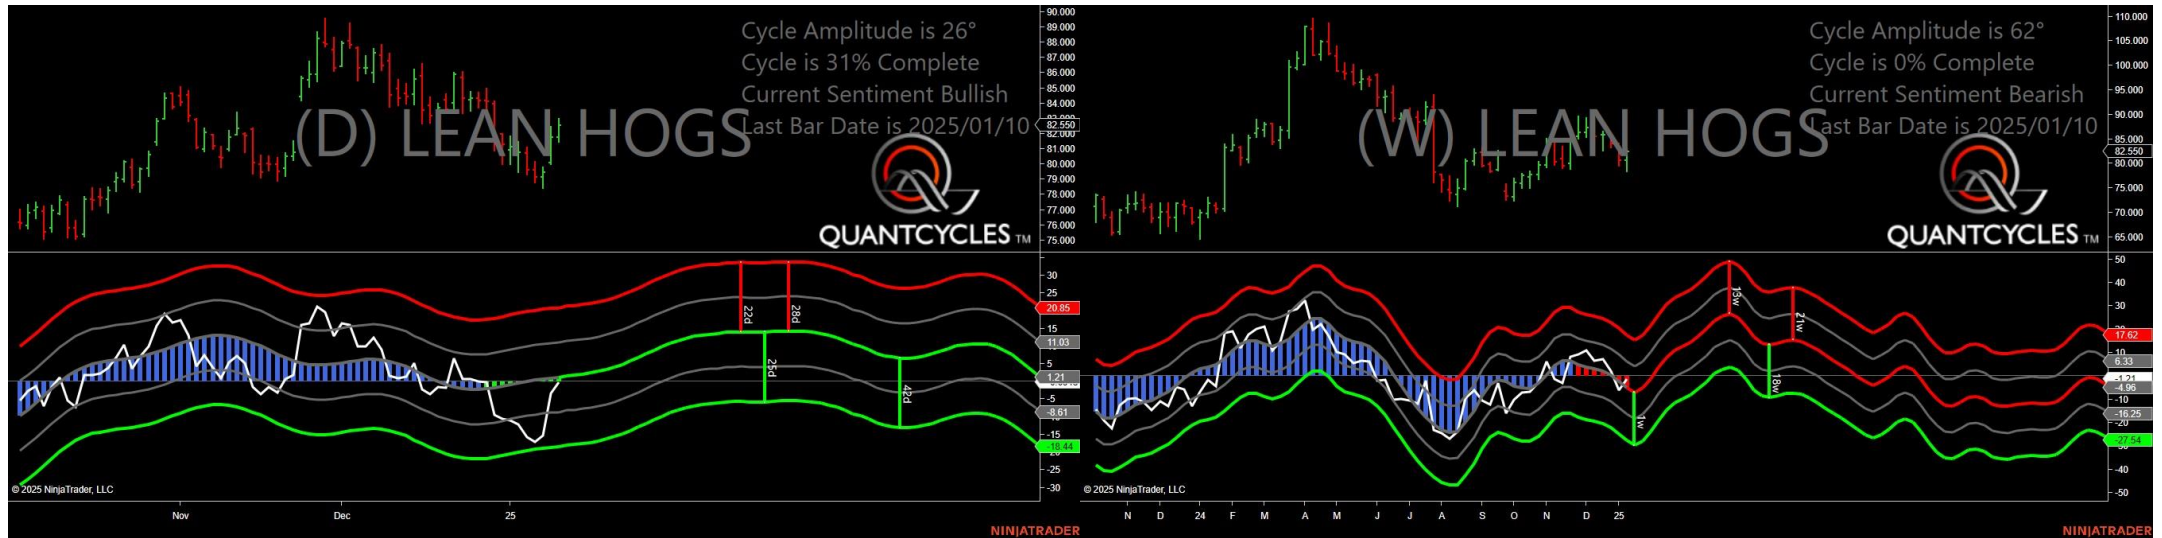 Cycle Amplitude is 26°
Cycle is 31% Complete
Current Sentiment Bullish
Last Bar Date is 2025/01/10
(D) LEAN HOGS
QUANTCYCLES TM
90.000
89.000
88.000
87.000
86.000
85.000
84.000
83.000
82.550
82.000
81.000
80.000
79.000
78.000
77.000
76.000
75.000
22d
28d
25d
42d
30
20.85
15
11.03
5
1.21
-5
-8.61
-15
-18.44
-25
-30
© 2025 NinjaTrader, LLC
Nov
Dec
25
NINJATRADER
Cycle Amplitude is 62°
Cycle is 0% Complete
Current Sentiment Bearish
Last Bar Date is 2025/01/10
(W) LEAN HOGS
QUANTCYCLES TM
110.000
105.000
100.000
95.000
90.000
85.000
82.550
80.000
75.000
70.000
65.000
13w
21w
18w
1w
50
40
30
17.62
10
6.33
-1.21
-4.96
-10
-16.25
-20
-27.54
-40
-50
© 2025 NinjaTrader, LLC
N D 24 F M A M J J A S O N D 25
NINJATRADER